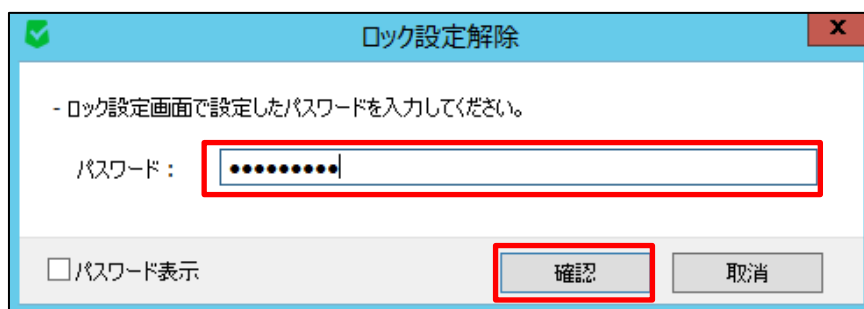 ロック設定解除
x
- ロック設定画面で設定したパスワードを入力してください。
パスワード： ●●●●●●●●●
パスワード表示
確認
取消